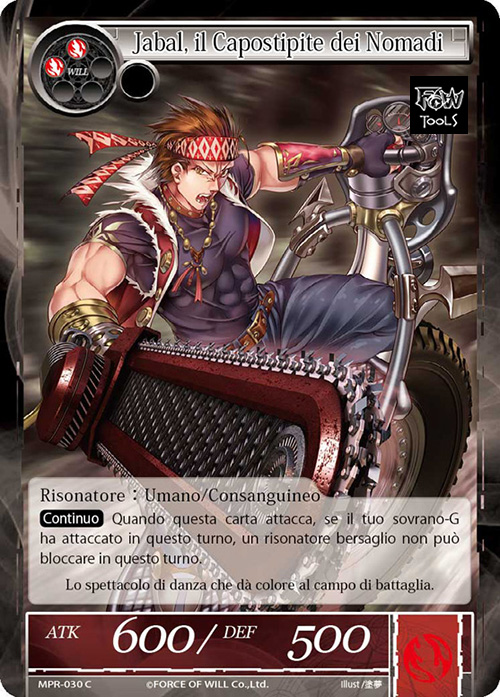 Jabal, il Capostipite dei Nomadi
WILL
FOW
TOOLS
Risonatore : Umano/Consanguineo
Continuo Quando questa carta attacca, se il tuo sovrano-G
ha attaccato in questo turno, un risonatore bersaglio non può
bloccare in questo turno.
Lo spettacolo di danza che dà colore al campo di battaglia.
ATK 600/ DEF 500
MPR-030 C ©FORCE OF WILL Co.,Ltd. Illust/塗夢